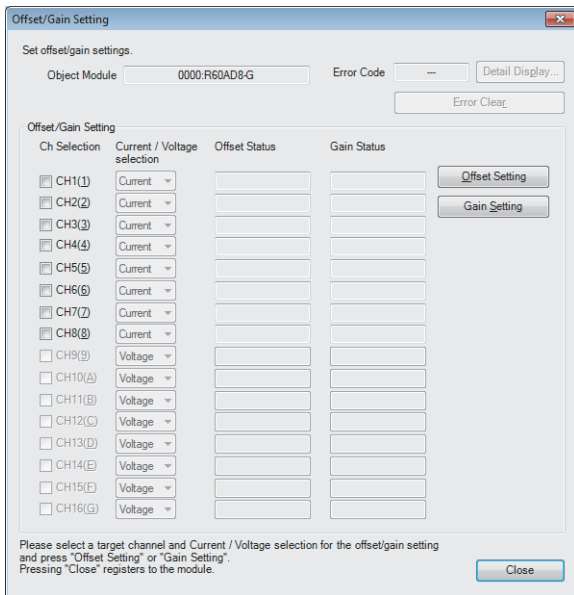 Offset/Gain Setting
Set offset/gain settings.
Object Module 0000:R60AD8-G Error Code --- Detail Display...
Error Clear
Offset/Gain Setting
Ch Selection Current / Voltage selection Offset Status Gain Status
CH1(1) Current Offset Setting
CH2(2) Current Gain Setting
CH3(3) Current
CH4(4) Current
CH5(5) Current
CH6(6) Current
CH7(7) Current
CH8(8) Current
CH9(9) Voltage
CH10(A) Voltage
CH11(B) Voltage
CH12(C) Voltage
CH13(D) Voltage
CH14(E) Voltage
CH15(F) Voltage
CH16(G) Voltage
Please select a target channel and Current / Voltage selection for the offset/gain setting
and press "Offset Setting" or "Gain Setting".
Pressing "Close" registers to the module.
Close